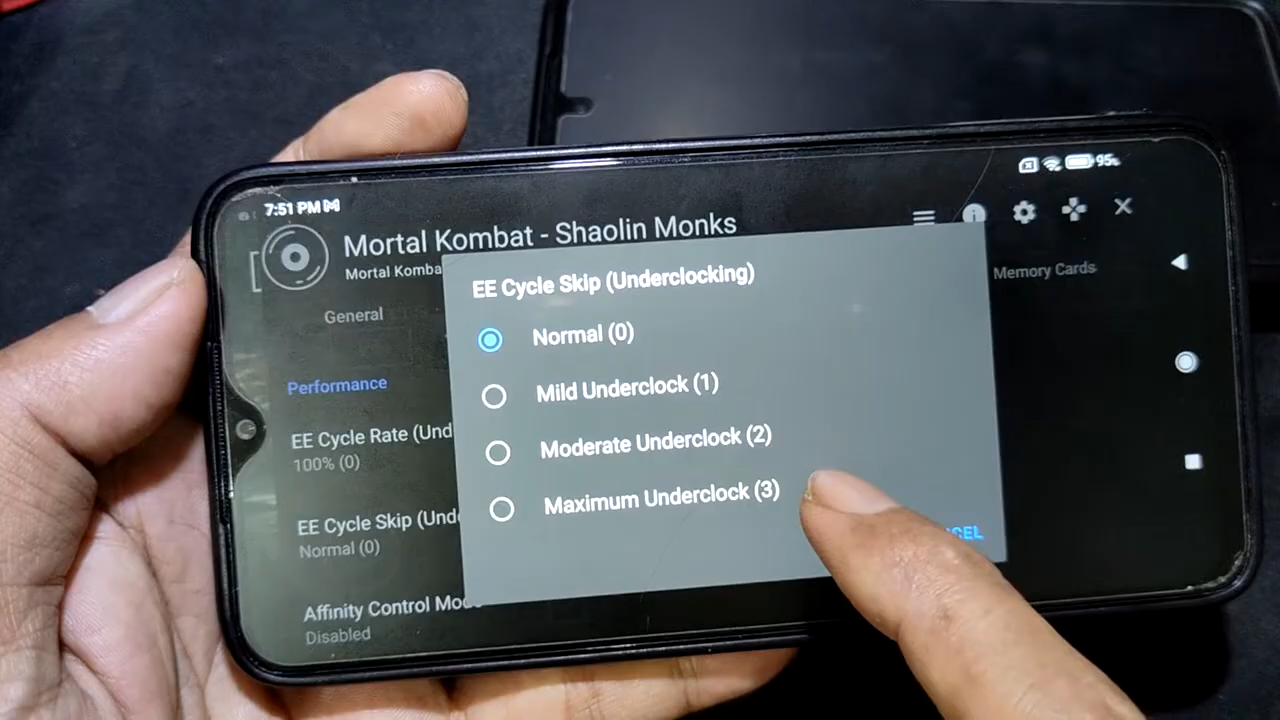 7:51 PM
95%
Mortal Kombat - Shaolin Monks
Mortal Komba
General
Memory Cards
Performance
EE Cycle Rate (Und
100% (0)
EE Cycle Skip (Und
Normal (0)
Affinity Control Mod
Disabled
EE Cycle Skip (Underclocking)
Normal (0)
Mild Underclock (1)
Moderate Underclock (2)
Maximum Underclock (3)
CEL